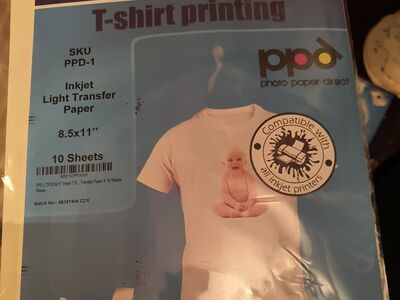 T-shirt printing
SKU
PPD-1
Inkjet
Light Transfer
Paper
8.5x11”
10 Sheets
ppd
photo paper direct
Compatible with
all inkjet printers
New